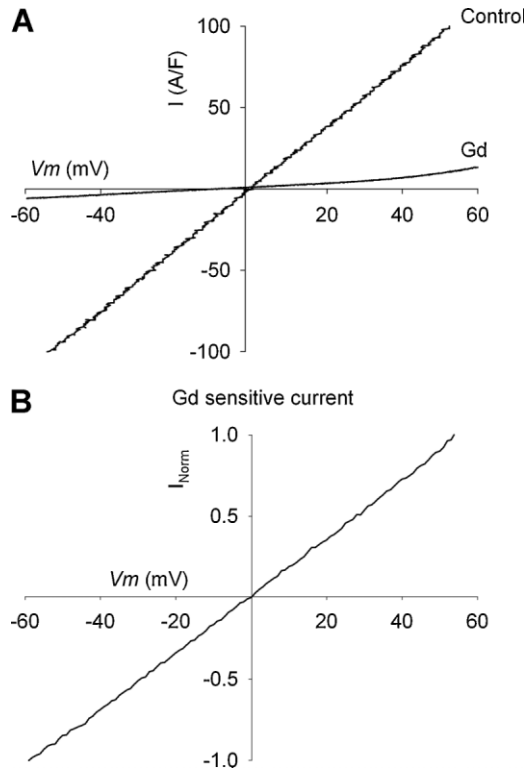 A
Control
I (A/F)
100
50
Gd
Vm (mV)
-60 -40 20 40 60
-50
-100
B
Gd sensitive current
I Norm
1.0
0.5
Vm (mV)
-60 -40 -20 20 40 60
-0.5
-1.0